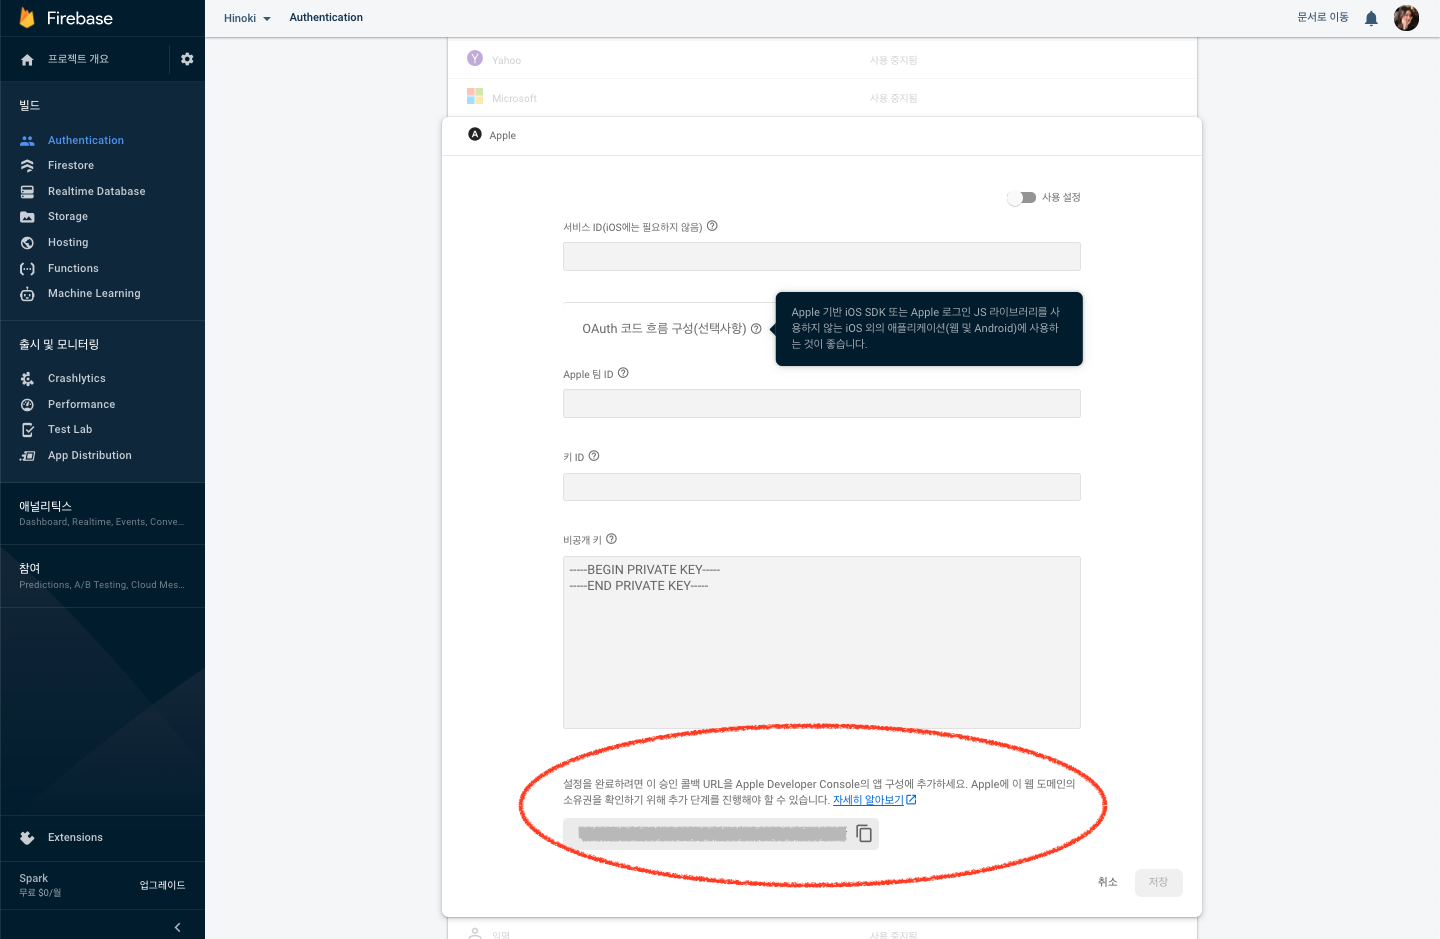 Firebase
Hinoki
Authentication
문서로 이동
프로젝트 개요
빌드
Authentication
Firestore
Realtime Database
Storage
Hosting
Functions
Machine Learning
출시 및 모니터링
Crashlytics
Performance
Test Lab
App Distribution
애널리틱스
Dashboard, Realtime, Events, Conve...
참여
Predictions, A/B Testing, Cloud Mes...
Extensions
Spark
무료 $0/월
업그레이드
Yahoo
사용 중지됨
Microsoft
사용 중지됨
Apple
사용 설정
서비스 ID(iOS에는 필요하지 않음)
OAuth 코드 흐름 구성(선택사항)
Apple 기반 iOS SDK 또는 Apple 로그인 JS 라이브러리를 사
용하지 않는 iOS 외의 애플리케이션(웹 및 Android)에 사용하
는 것이 좋습니다.
Apple 팀 ID
키 ID
비공개 키
-----BEGIN PRIVATE KEY-----
-----END PRIVATE KEY-----
설정을 완료하려면 이 승인 콜백 URL을 Apple Developer Console의 앱 구성에 추가하세요. Apple에 이 웹 도메인의
소유권을 확인하기 위해 추가 단계를 진행해야 할 수 있습니다. 자세히 알아보기
취소
저장
익명
사용 중지됨